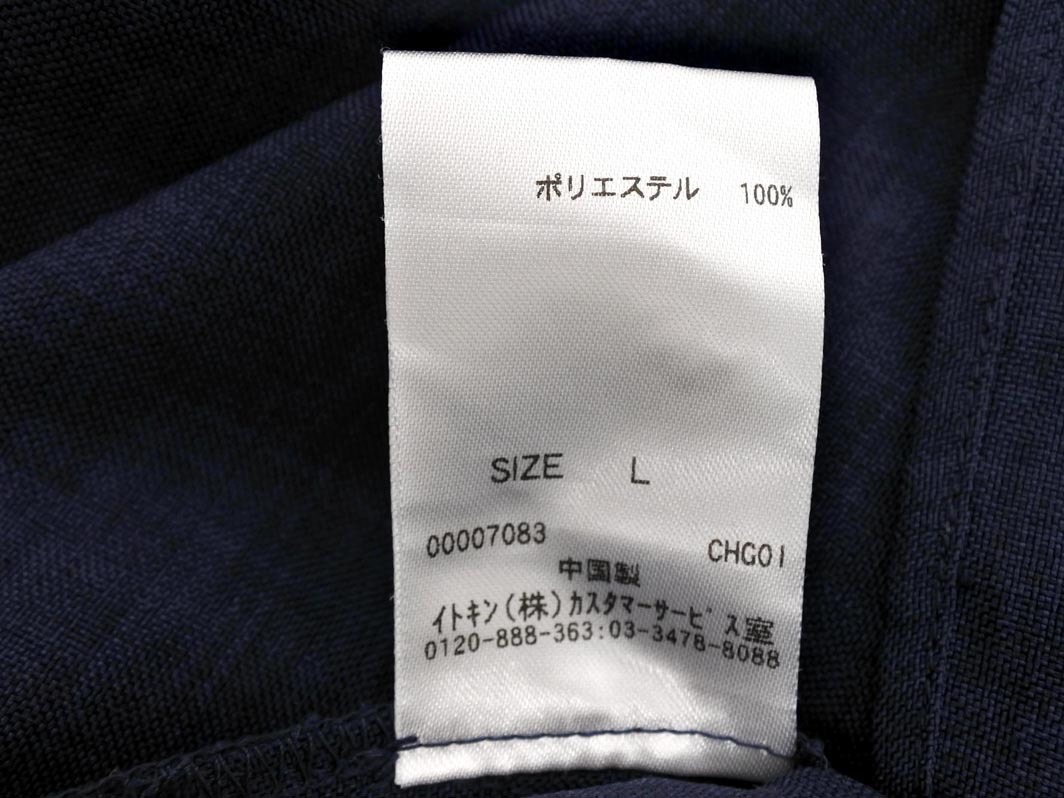 ポリエステル 100%
SIZE L
00007083 CHG01
中国製
イトキン(株)カスタマーサービス室
0120-888-363:03-3478-8088